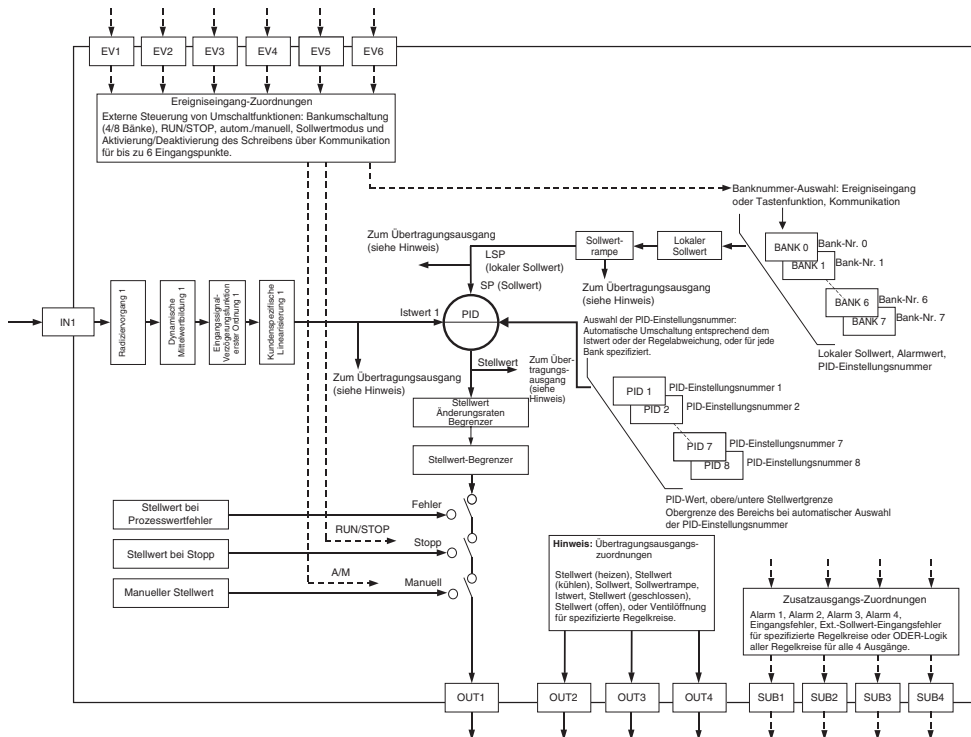 EV1 EV2 EV3 EV4 EV5 EV6
Ereigniseingang-Zuordnungen
Externe Steuerung von Umschaltfunktionen: Bankumschaltung
(4/8 Bänke), RUN/STOP, autom./manuell, Sollwertmodus und
Aktivierung/Deaktivierung des Schreibens über Kommunikation
für bis zu 6 Eingangspunkte.
Banknummer-Auswahl: Ereigniseingang
oder Tastenfunktion, Kommunikation
BANK 0
Bank-Nr. 0
BANK 1
Bank-Nr. 1
BANK 6
Bank-Nr. 6
BANK 7
Bank-Nr. 7
Lokaler Sollwert, Alarmwert,
PID-Einstellungsnummer
Lokaler
Sollwert
Sollwert-
rampe
Zum Übertragungsausgang
(siehe Hinweis)
Zum Übertragungsausgang
(siehe Hinweis)
LSP
(lokaler Sollwert)
SP (Sollwert)
IN1
Radiziervorgang 1
Dynamische
Mittelwertbildung 1
Eingangssignal-
Verzögerungsfunktion
erster Ordnung 1
Kundenspezifische
Linearisierung 1
Istwert 1
PID
Zum Übertragungsausgang
(siehe Hinweis)
Stellwert
Zum Über-
tragungs-
ausgang
(siehe
Hinweis)
Auswahl der PID-Einstellungsnummer:
Automatische Umschaltung entsprechend dem
Istwert oder der Regelabweichung, oder für jede
Bank spezifiziert.
PID 1
PID-Einstellungsnummer 1
PID 2
PID-Einstellungsnummer 2
PID 7
PID-Einstellungsnummer 7
PID 8
PID-Einstellungsnummer 8
PID-Wert, obere/untere Stellwertgrenze
Obergrenze des Bereichs bei automatischer Auswahl
der PID-Einstellungsnummer
Stellwert
Änderungsraten
Begrenzer
Stellwert-Begrenzer
Stellwert bei
Prozesswertfehler
Fehler
RUN/STOP
Stellwert bei Stopp
Stopp
A/M
Manueller Stellwert
Manuell
Hinweis: Übertragungsausgangs-
zuordnungen
Stellwert (heizen), Stellwert
(kühlen), Sollwert, Sollwertrampe,
Istwert, Stellwert (geschlossen),
Stellwert (offen), oder Ventilöffnung
für spezifizierte Regelkreise.
Zusatzausgangs-Zuordnungen
Alarm 1, Alarm 2, Alarm 3, Alarm 4,
Eingangsfehler, Ext.-Sollwert-Eingangsfehler
für spezifizierte Regelkreise oder ODER-Logik
aller Regelkreise für alle 4 Ausgänge.
OUT1 OUT2 OUT3 OUT4 SUB1 SUB2 SUB3 SUB4